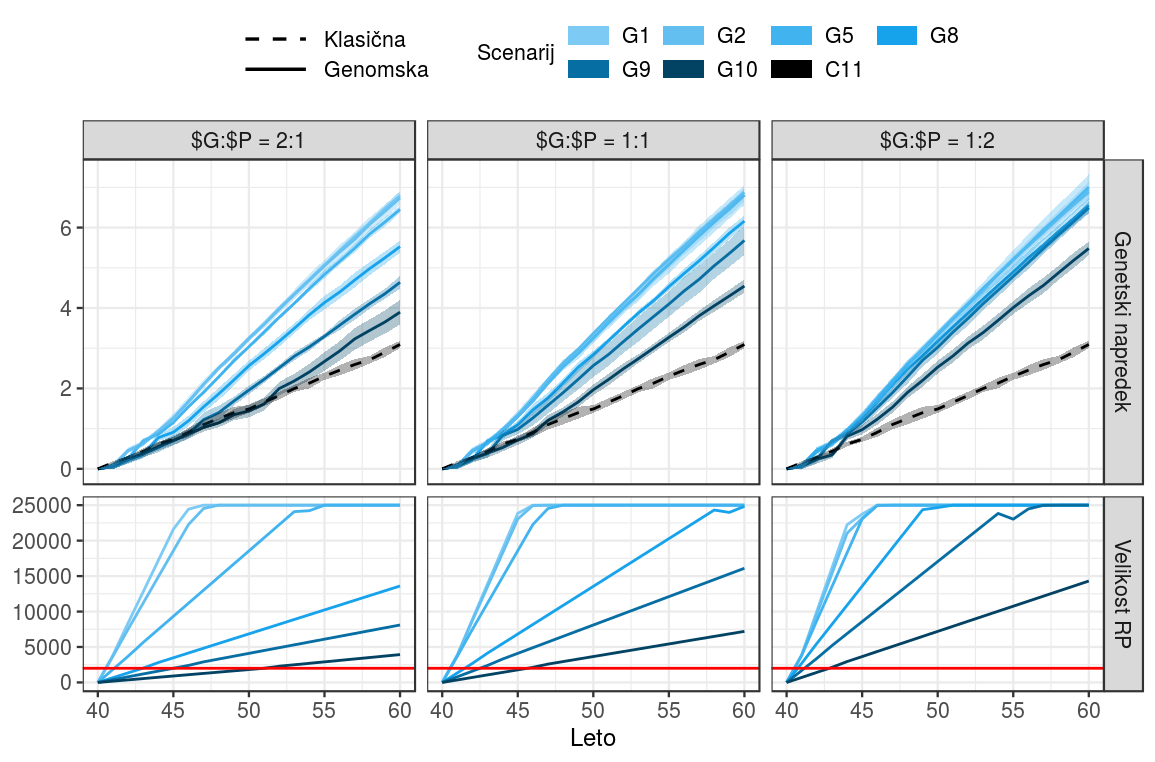 Klasična
Genomska
Scenarij
G1 G2 G5 G8
G9 G10 C11
$G:$P = 2:1
$G:$P = 1:1
$G:$P = 1:2
6
4
2
0
Genetski napredek
25000
20000
15000
10000
5000
0
Velikost RP
40 45 50 55 60
40 45 50 55 60
40 45 50 55 60
Leto